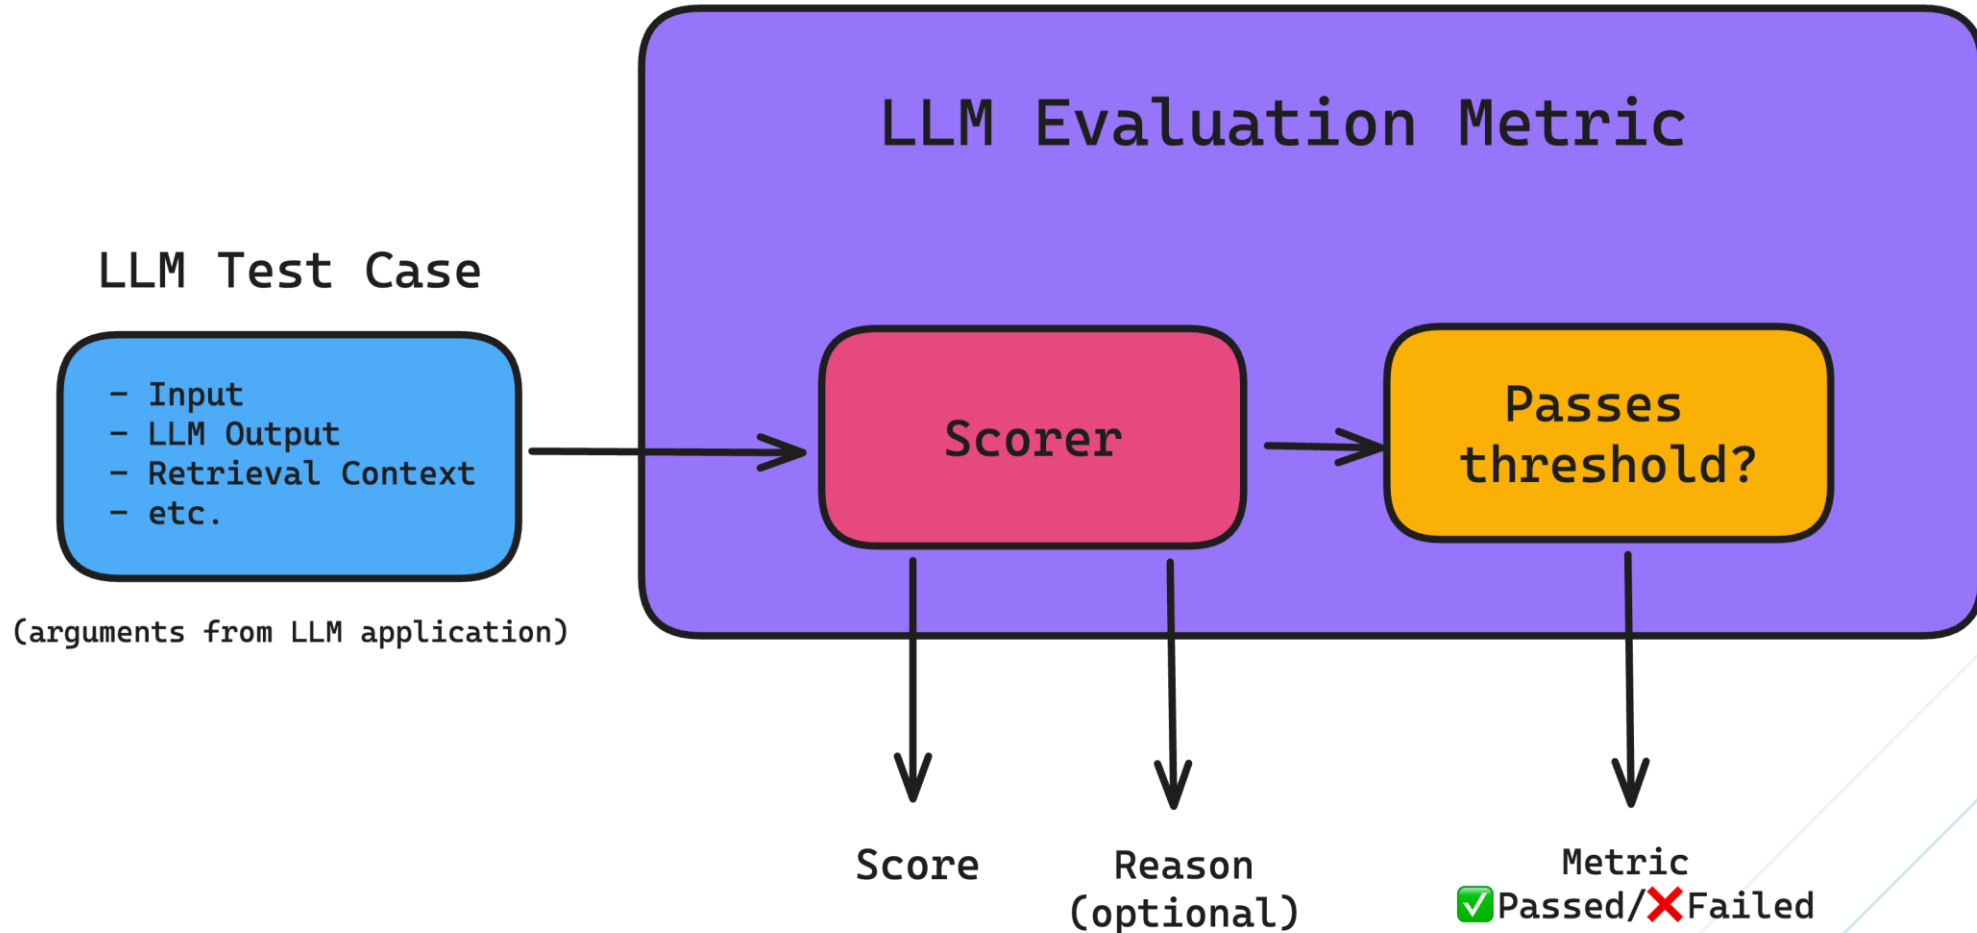 LLM Evaluation Metric
LLM Test Case
- Input
- LLM Output
- Retrieval Context
- etc.
(arguments from LLM application)
Scorer
Passes
threshold?
Score
Reason
(optional)
Metric
✅Passed/❌Failed